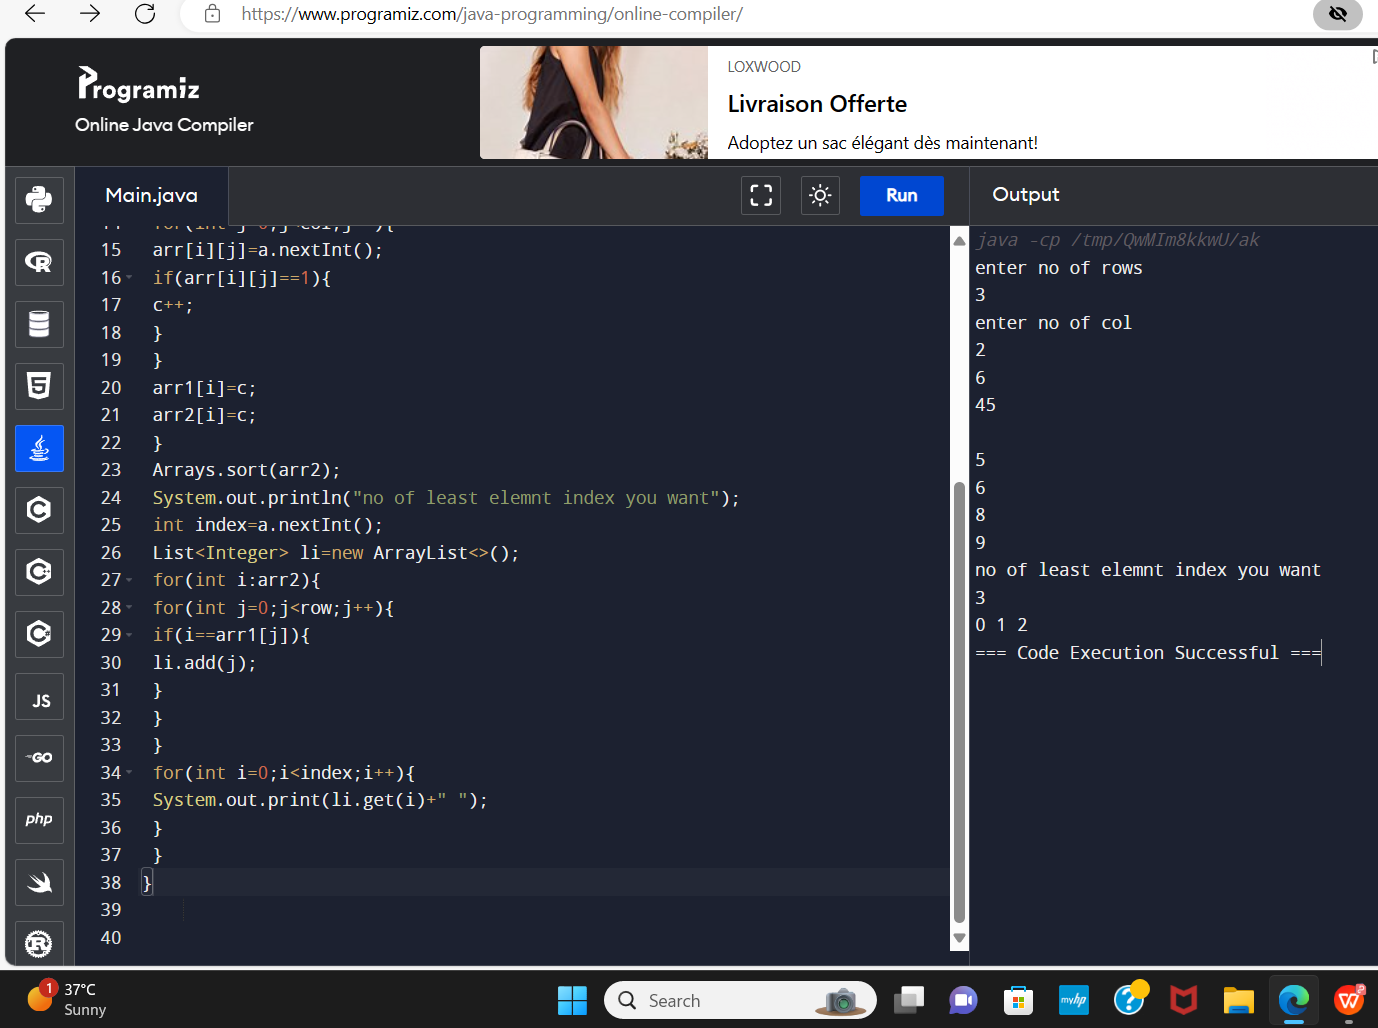 https://www.programiz.com/java-programming/online-compiler/
Programiz
Online Java Compiler
LOXWOOD
Livraison Offerte
Adoptez un sac élégant dès maintenant!
Main.java
Run
Output
15 arr[i][j]=a.nextInt();
16 if(arr[i][j]==1){
17 c++;
18 }
19 }
20 arr1[i]=c;
21 arr2[i]=c;
22 }
23 Arrays.sort(arr2);
24 System.out.println("no of least elemnt index you want");
25 int index=a.nextInt();
26 List<Integer> li=new ArrayList<>();
27 for(int i:arr2){
28 for(int j=0;j<row;j++){
29 if(i==arr1[j]){
30 li.add(j);
31 }
32 }
33 }
34 for(int i=0;i<index;i++){
35 System.out.print(li.get(i)+" ");
36 }
37 }
38 }
39
40
java -cp /tmp/QwMIm8kkwU/ak
enter no of rows
3
enter no of col
2
6
45
5
6
8
9
no of least elemnt index you want
3
0 1 2
=== Code Execution Successful ===
R
5
C
C
C
JS
GO
php
R
1
37°C
Sunny
Search
myhp
?
W